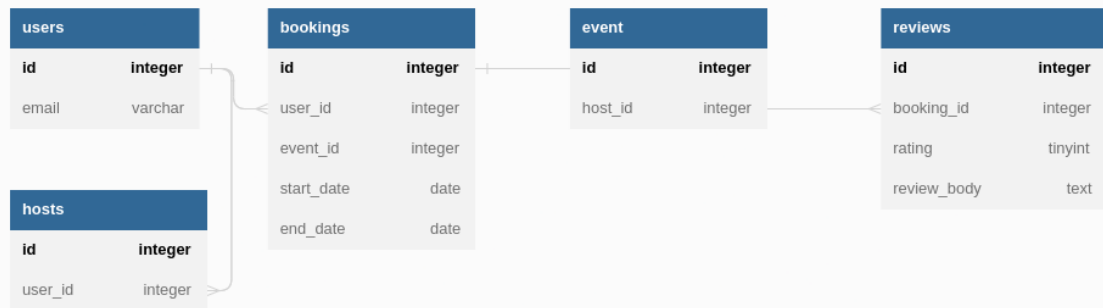 users
id integer
email varchar
hosts
id integer
user_id integer
bookings
id integer
user_id integer
event_id integer
start_date date
end_date date
event
id integer
host_id integer
reviews
id integer
booking_id integer
rating tinyint
review_body text